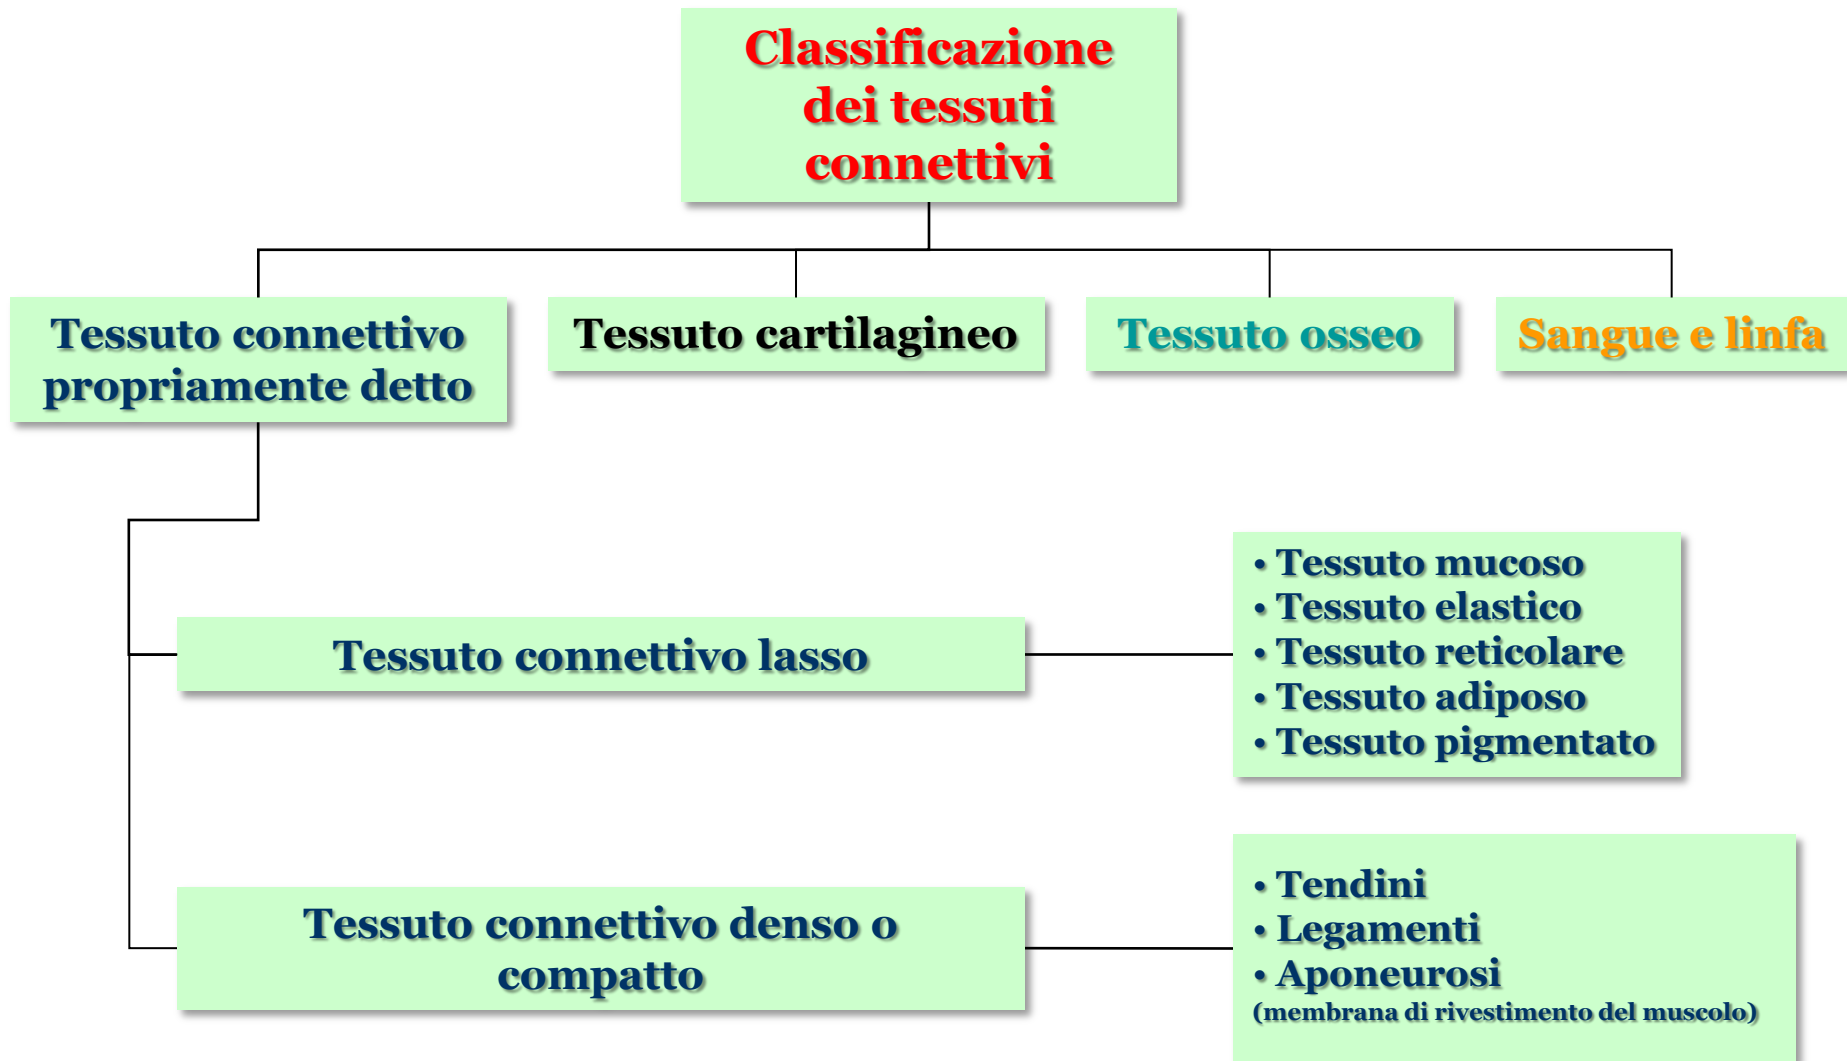 Classificazione
dei tessuti
connettivi
Tessuto connettivo
propriamente detto
Tessuto cartilagineo
Tessuto osseo
Sangue e linfa
Tessuto connettivo lasso
• Tessuto mucoso
• Tessuto elastico
• Tessuto reticolare
• Tessuto adiposo
• Tessuto pigmentato
Tessuto connettivo denso o
compatto
• Tendini
• Legamenti
• Aponeurosi
(membrana di rivestimento del muscolo)